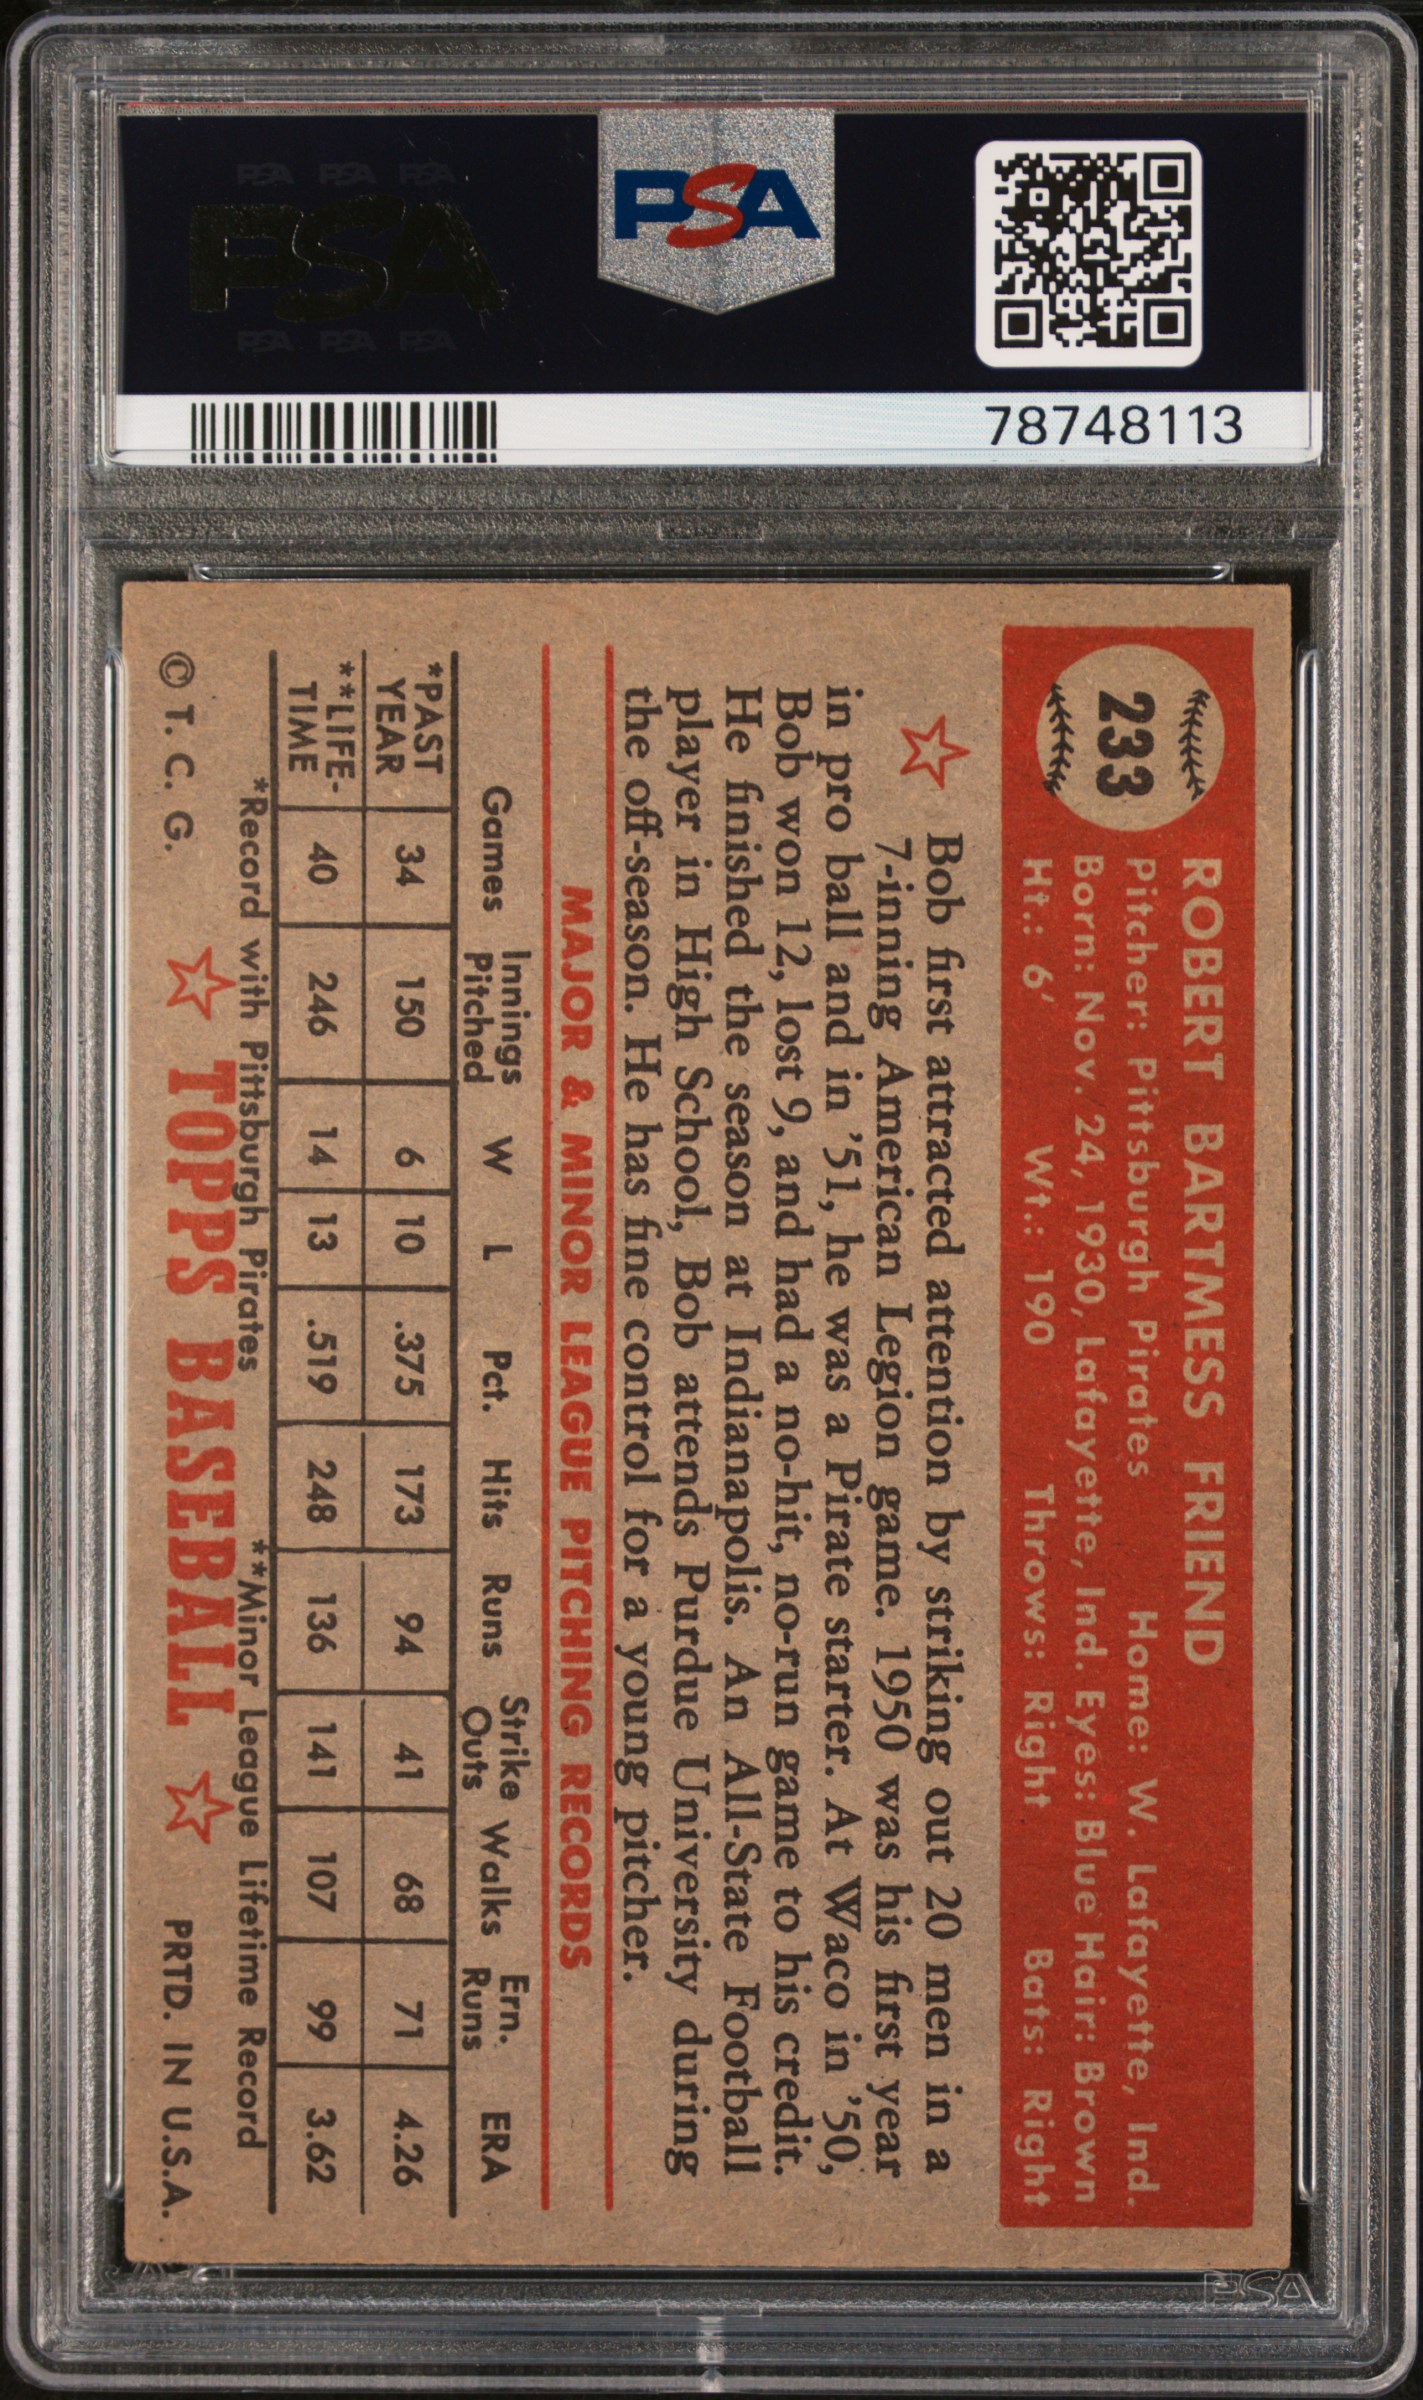 PSA PSA PSA
PSA
PSA PSA PSA
PSA
78748113
233
ROBERT BARTMESS FRIEND
Pitcher: Pittsburgh Pirates Home: W. Lafayette, Ind.
Born: Nov. 24, 1930, Lafayette, Ind. Eyes: Blue Hair: Brown
Ht.: 6' Wt.: 190 Throws: Right Bats: Right
Bob first attracted attention by striking out 20 men in a
7-inning American Legion game. 1950 was his first year
in pro ball and in '51, he was a Pirate starter. At Waco in '50,
Bob won 12, lost 9, and had a no-hit, no-run game to his credit.
He finished the season at Indianapolis. An All-State Football
player in High School, Bob attends Purdue University during
the off-season. He has fine control for a young pitcher.
MAJOR & MINOR LEAGUE PITCHING RECORDS
Games Innings Pitched W L Pct. Hits Runs Strike Outs Walks Ern. Runs ERA
*PAST YEAR 34 150 6 10 .375 173 94 41 68 71 4.26
**LIFE-TIME 40 246 14 13 .519 248 136 141 107 99 3.62
*Record with Pittsburgh Pirates **Minor League Lifetime Record
© T. C. G. TOPPS BASEBALL PRTD. IN U.S.A.
PSA